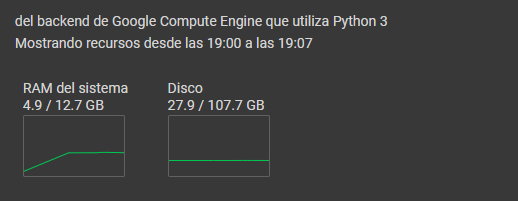 del backend de Google Compute Engine que utiliza Python 3
Mostrando recursos desde las 19:00 a las 19:07
RAM del sistema
4.9 / 12.7 GB
Disco
27.9 / 107.7 GB